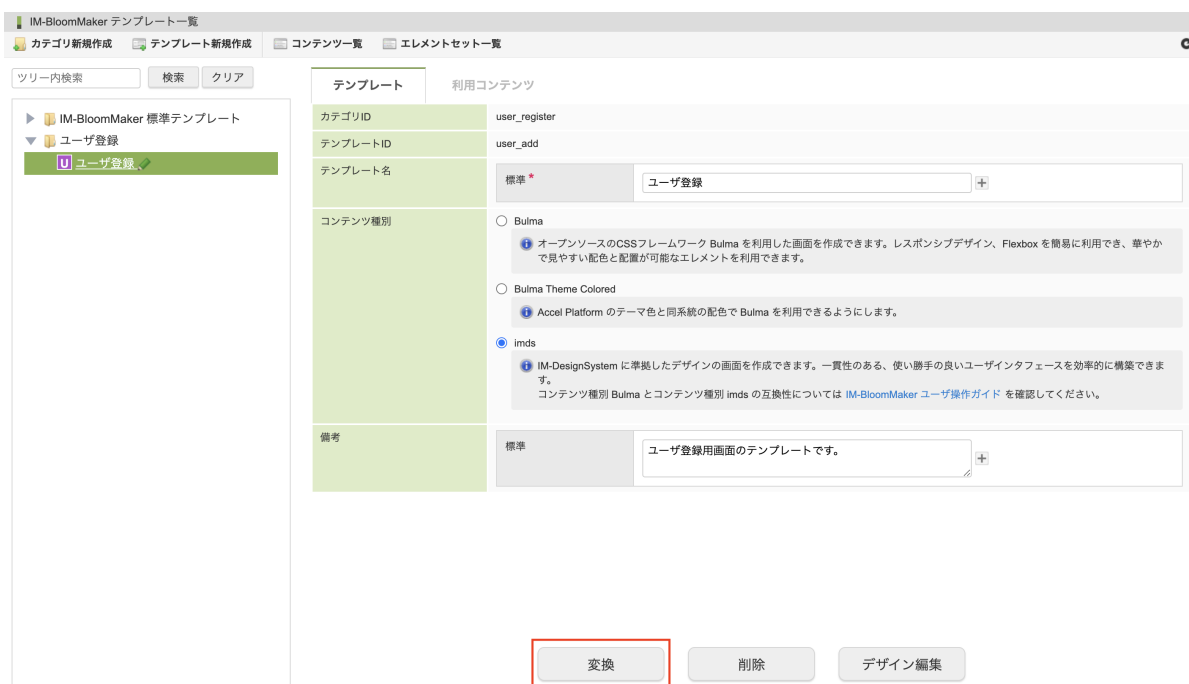 IM-BloomMaker テンプレート一覧
カテゴリ新規作成 テンプレート新規作成 コンテンツ一覧 エレメントセット一覧
ツリー内検索 検索 クリア
テンプレート 利用コンテンツ
IM-BloomMaker 標準テンプレート
ユーザ登録
U ユーザ登録
カテゴリID user_register
テンプレートID user_add
テンプレート名 標準 * ユーザ登録
コンテンツ種別 Bulma
オープンソースのCSSフレームワーク Bulma を利用した画面を作成できます。レスポンシブデザイン、Flexbox を簡易に利用でき、華やか
で見やすい配色と配置が可能なエレメントを利用できます。
Bulma Theme Colored
Accel Platform のテーマ色と同系統の配色で Bulma を利用できるようにします。
imds
IM-DesignSystem に準拠したデザインの画面を作成できます。一貫性のある、使い勝手の良いユーザインタフェースを効率的に構築できま
す。
コンテンツ種別 Bulma とコンテンツ種別 imds の互換性については IM-BloomMaker ユーザ操作ガイド を確認してください。
備考 標準 ユーザ登録用画面のテンプレートです。
変換 削除 デザイン編集